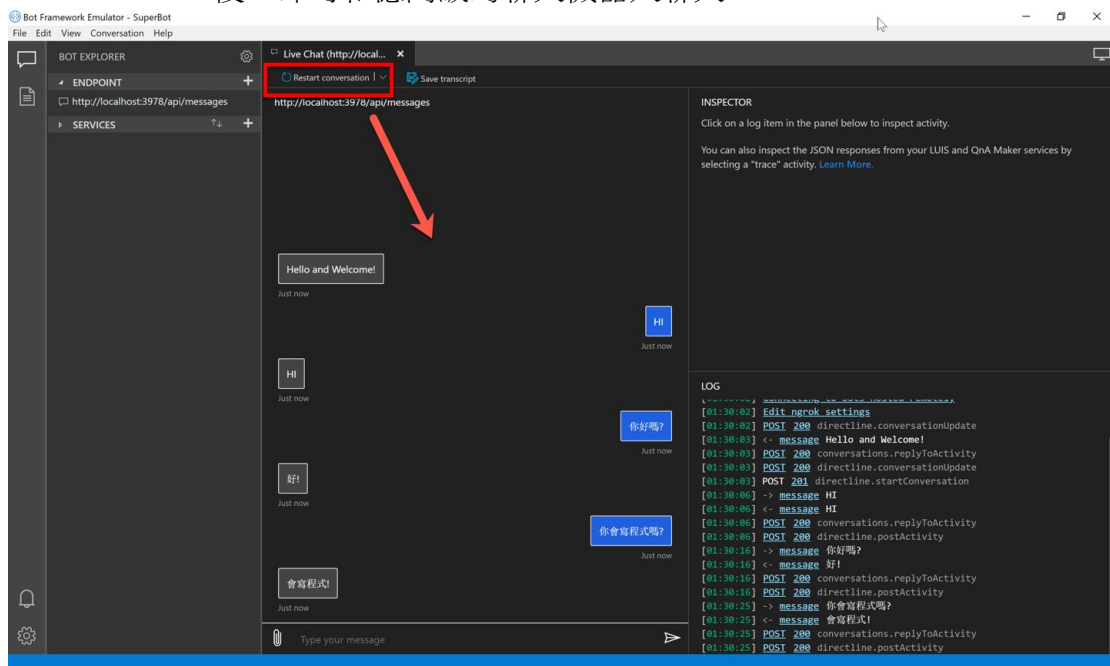 Bot Framework Emulator - SuperBot
File Edit View Conversation Help
BOT EXPLORER
ENDPOINT
http://localhost:3978/api/messages
SERVICES
Live Chat (http://local...
Restart conversation
Save transcript
http://localhost:3978/api/messages
Hello and Welcome!
Just now
HI
Just now
HI
Just now
你好嗎?
Just now
好!
Just now
你會寫程式嗎?
Just now
會寫程式!
Just now
Type your message
INSPECTOR
Click on a log item in the panel below to inspect activity.
You can also inspect the JSON responses from your LUIS and QnA Maker services by
selecting a "trace" activity. Learn More.
LOG
[01:30:02] Edit ngrok settings
[01:30:02] POST 200 directline.conversationUpdate
[01:30:03] <- message Hello and Welcome!
[01:30:03] POST 200 conversations.replyToActivity
[01:30:03] POST 200 directline.conversationUpdate
[01:30:03] POST 201 directline.startConversation
[01:30:06] -> message HI
[01:30:06] <- message HI
[01:30:06] POST 200 conversations.replyToActivity
[01:30:06] POST 200 directline.postActivity
[01:30:16] -> message 你好嗎?
[01:30:16] <- message 好!
[01:30:16] POST 200 conversations.replyToActivity
[01:30:16] POST 200 directline.postActivity
[01:30:25] -> message 你會寫程式嗎?
[01:30:25] <- message 會寫程式!
[01:30:25] POST 200 conversations.replyToActivity
[01:30:25] POST 200 directline.postActivity